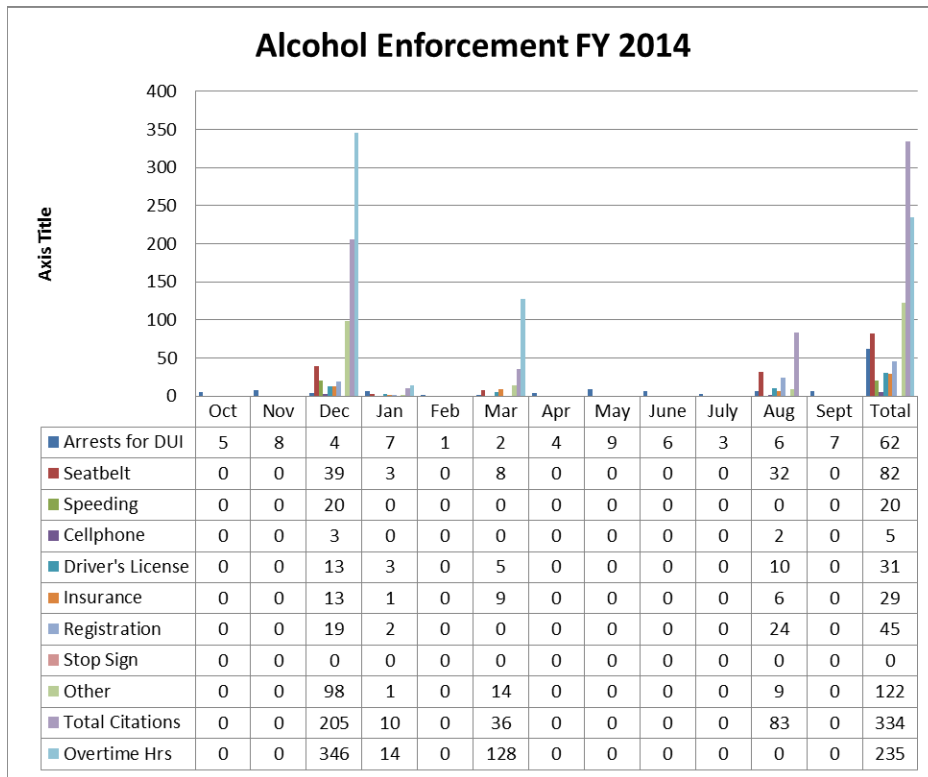 Alcohol Enforcement FY 2014
Axis Title
400
350
300
250
200
150
100
50
0
Oct Nov Dec Jan Feb Mar Apr May June July Aug Sept Total
Arrests for DUI 5 8 4 7 1 2 4 9 6 3 6 7 62
Seatbelt 0 0 39 3 0 8 0 0 0 0 32 0 82
Speeding 0 0 20 0 0 0 0 0 0 0 0 0 20
Cellphone 0 0 3 0 0 0 0 0 0 0 2 0 5
Driver's License 0 0 13 3 0 5 0 0 0 0 10 0 31
Insurance 0 0 13 1 0 9 0 0 0 0 6 0 29
Registration 0 0 19 2 0 0 0 0 0 0 24 0 45
Stop Sign 0 0 0 0 0 0 0 0 0 0 0 0 0
Other 0 0 98 1 0 14 0 0 0 0 9 0 122
Total Citations 0 0 205 10 0 36 0 0 0 0 83 0 334
Overtime Hrs 0 0 346 14 0 128 0 0 0 0 0 0 235